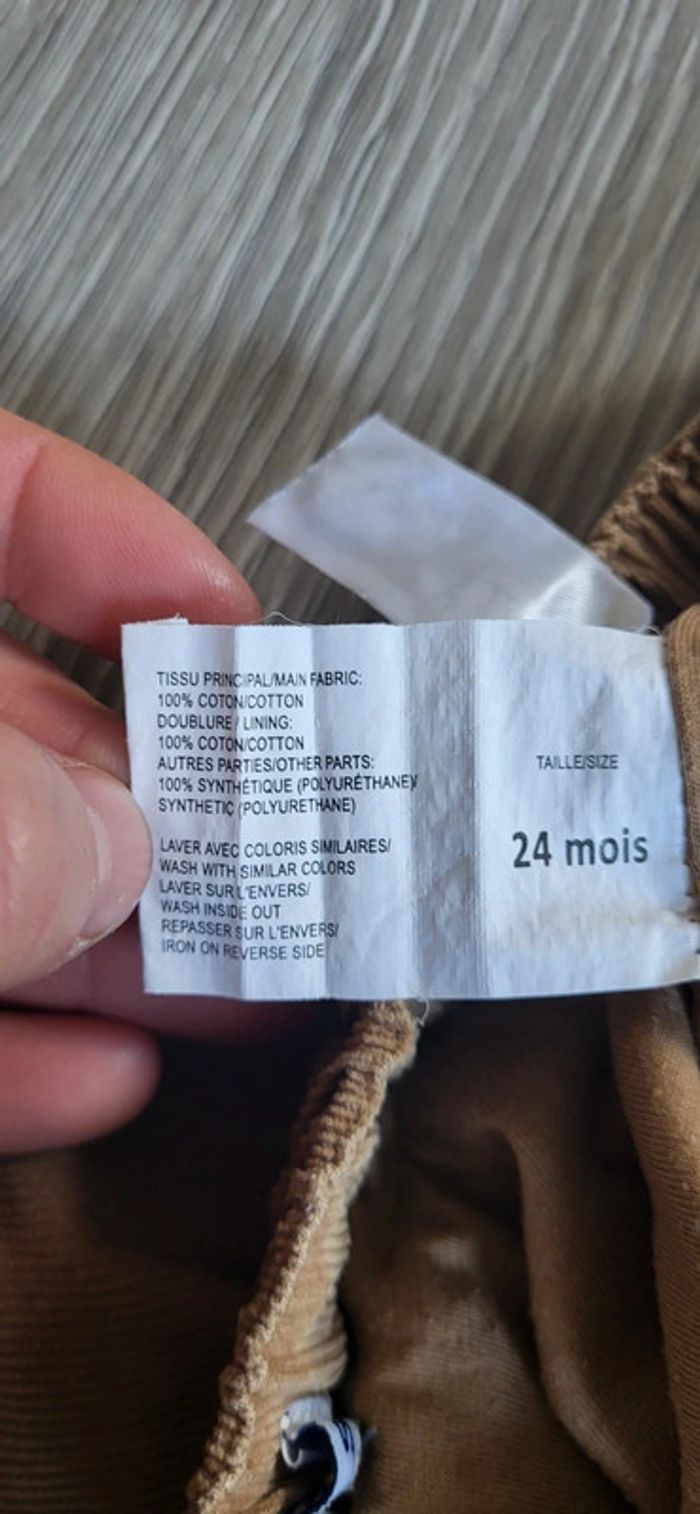 TISSU PRINCIPAL/MAIN FABRIC:
100% COTON/COTTON
DOUBLURE / LINING:
100% COTON/COTTON
AUTRES PARTIES/OTHER PARTS:
100% SYNTHÉTIQUE (POLYURÉTHANE)/
SYNTHETIC (POLYURETHANE)
LAVER AVEC COLORIS SIMILAIRES/
WASH WITH SIMILAR COLORS
LAVER SUR L'ENVERS/
WASH INSIDE OUT
REPASSER SUR L'ENVERS/
IRON ON REVERSE SIDE
TAILLE/SIZE
24 mois